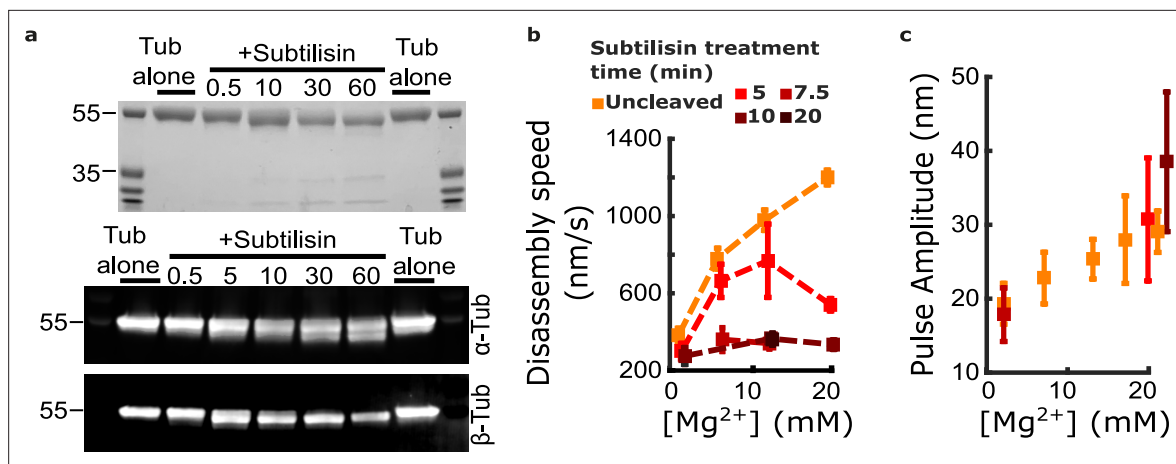 a
Tub alone
+Subtilisin
Tub alone
0.5 10 30 60
55
35
Tub alone
+Subtilisin
Tub alone
0.5 5 10 30 60
55
α-Tub
55
β-Tub
b
Subtilisin treatment
time (min)
Uncleaved
5
7.5
10
20
Disassembly speed
(nm/s)
1400
1000
600
200
0
10
20
[Mg²⁺] (mM)
c
Pulse Amplitude (nm)
50
40
30
20
10
0
10
20
[Mg²⁺] (mM)